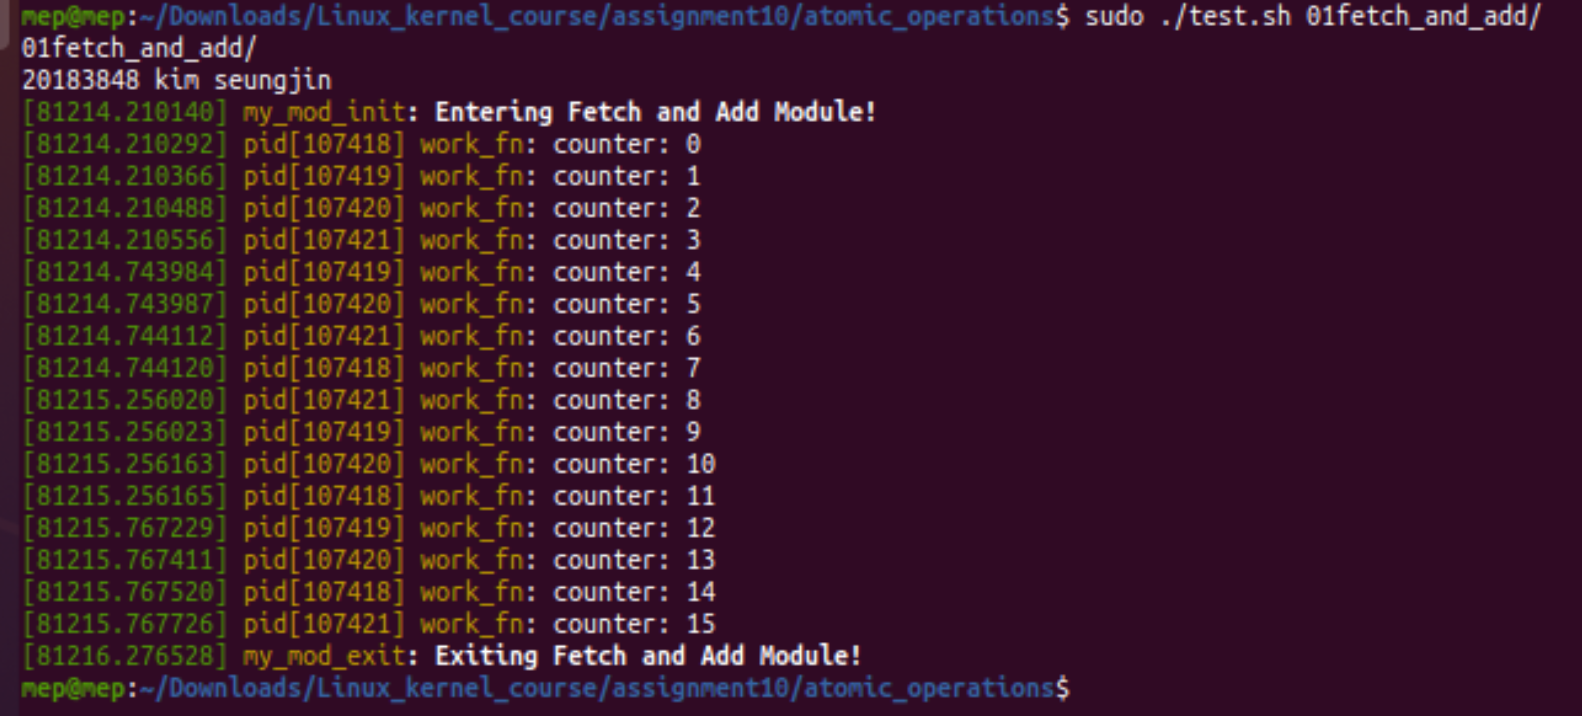 mep@mep:~/Downloads/Linux_kernel_course/assignment10/atomic_operations$ sudo ./test.sh 01fetch_and_add/
01fetch_and_add/
20183848 kim seungjin
[81214.210140] my_mod_init: Entering Fetch and Add Module!
[81214.210292] pid[107418] work_fn: counter: 0
[81214.210366] pid[107419] work_fn: counter: 1
[81214.210488] pid[107420] work_fn: counter: 2
[81214.210556] pid[107421] work_fn: counter: 3
[81214.743984] pid[107419] work_fn: counter: 4
[81214.743987] pid[107420] work_fn: counter: 5
[81214.744112] pid[107421] work_fn: counter: 6
[81214.744120] pid[107418] work_fn: counter: 7
[81215.256020] pid[107421] work_fn: counter: 8
[81215.256023] pid[107419] work_fn: counter: 9
[81215.256163] pid[107420] work_fn: counter: 10
[81215.256165] pid[107418] work_fn: counter: 11
[81215.767229] pid[107419] work_fn: counter: 12
[81215.767411] pid[107420] work_fn: counter: 13
[81215.767520] pid[107418] work_fn: counter: 14
[81215.767726] pid[107421] work_fn: counter: 15
[81216.276528] my_mod_exit: Exiting Fetch and Add Module!
mep@mep:~/Downloads/Linux_kernel_course/assignment10/atomic_operations$